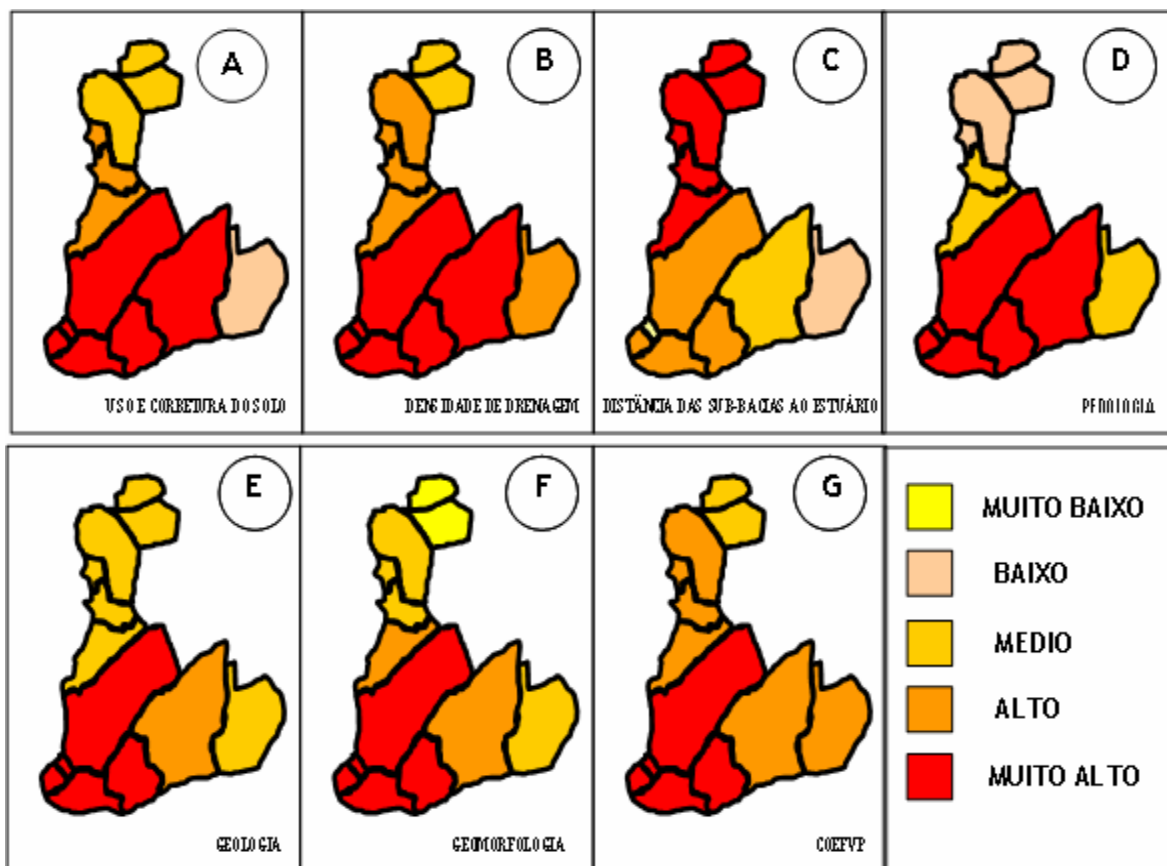 A
B
C
D
USO E CORBETURA DO SOLO
DENSIDADE DE DRENAGEM
DISTÂNCIA DAS SUB-BACIAS AO ESTUÁRIO
PEDOLOGIA
E
F
G
GEOLOGIA
GEOMORFOLOGIA
COEFVP
MUITO BAIXO
BAIXO
MEDIO
ALTO
MUITO ALTO